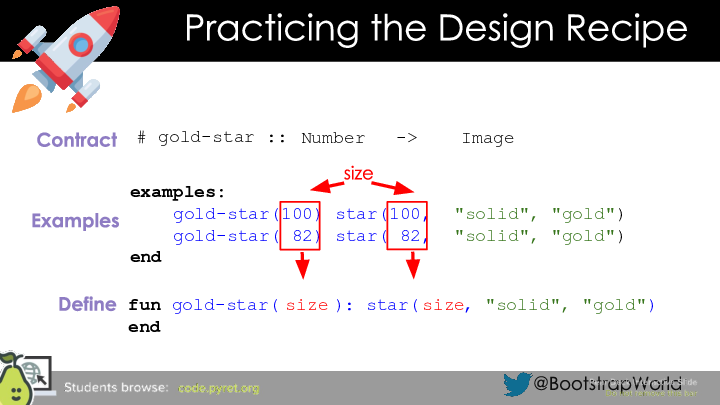 Practicing the Design Recipe
Contract # gold-star :: Number -> Image
size
examples:
Examples
gold-star(100) star(100, "solid", "gold")
gold-star( 82) star( 82, "solid", "gold")
end
Define fun gold-star( size ): star(size, "solid", "gold")
end
Students browse: code.pyret.org
@BootstrapWorld